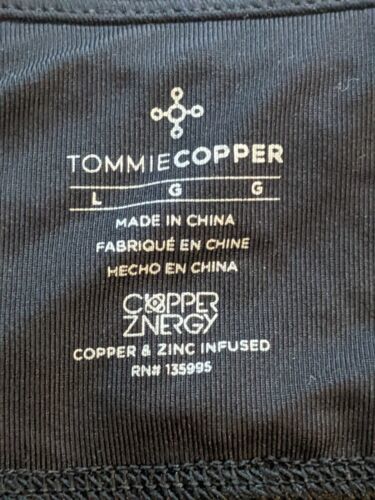 TOMMIECOPPER
L G G
MADE IN CHINA
FABRIQUÉ EN CHINE
HECHO EN CHINA
COPPER
ZNERGY
COPPER & ZINC INFUSED
RN# 135995